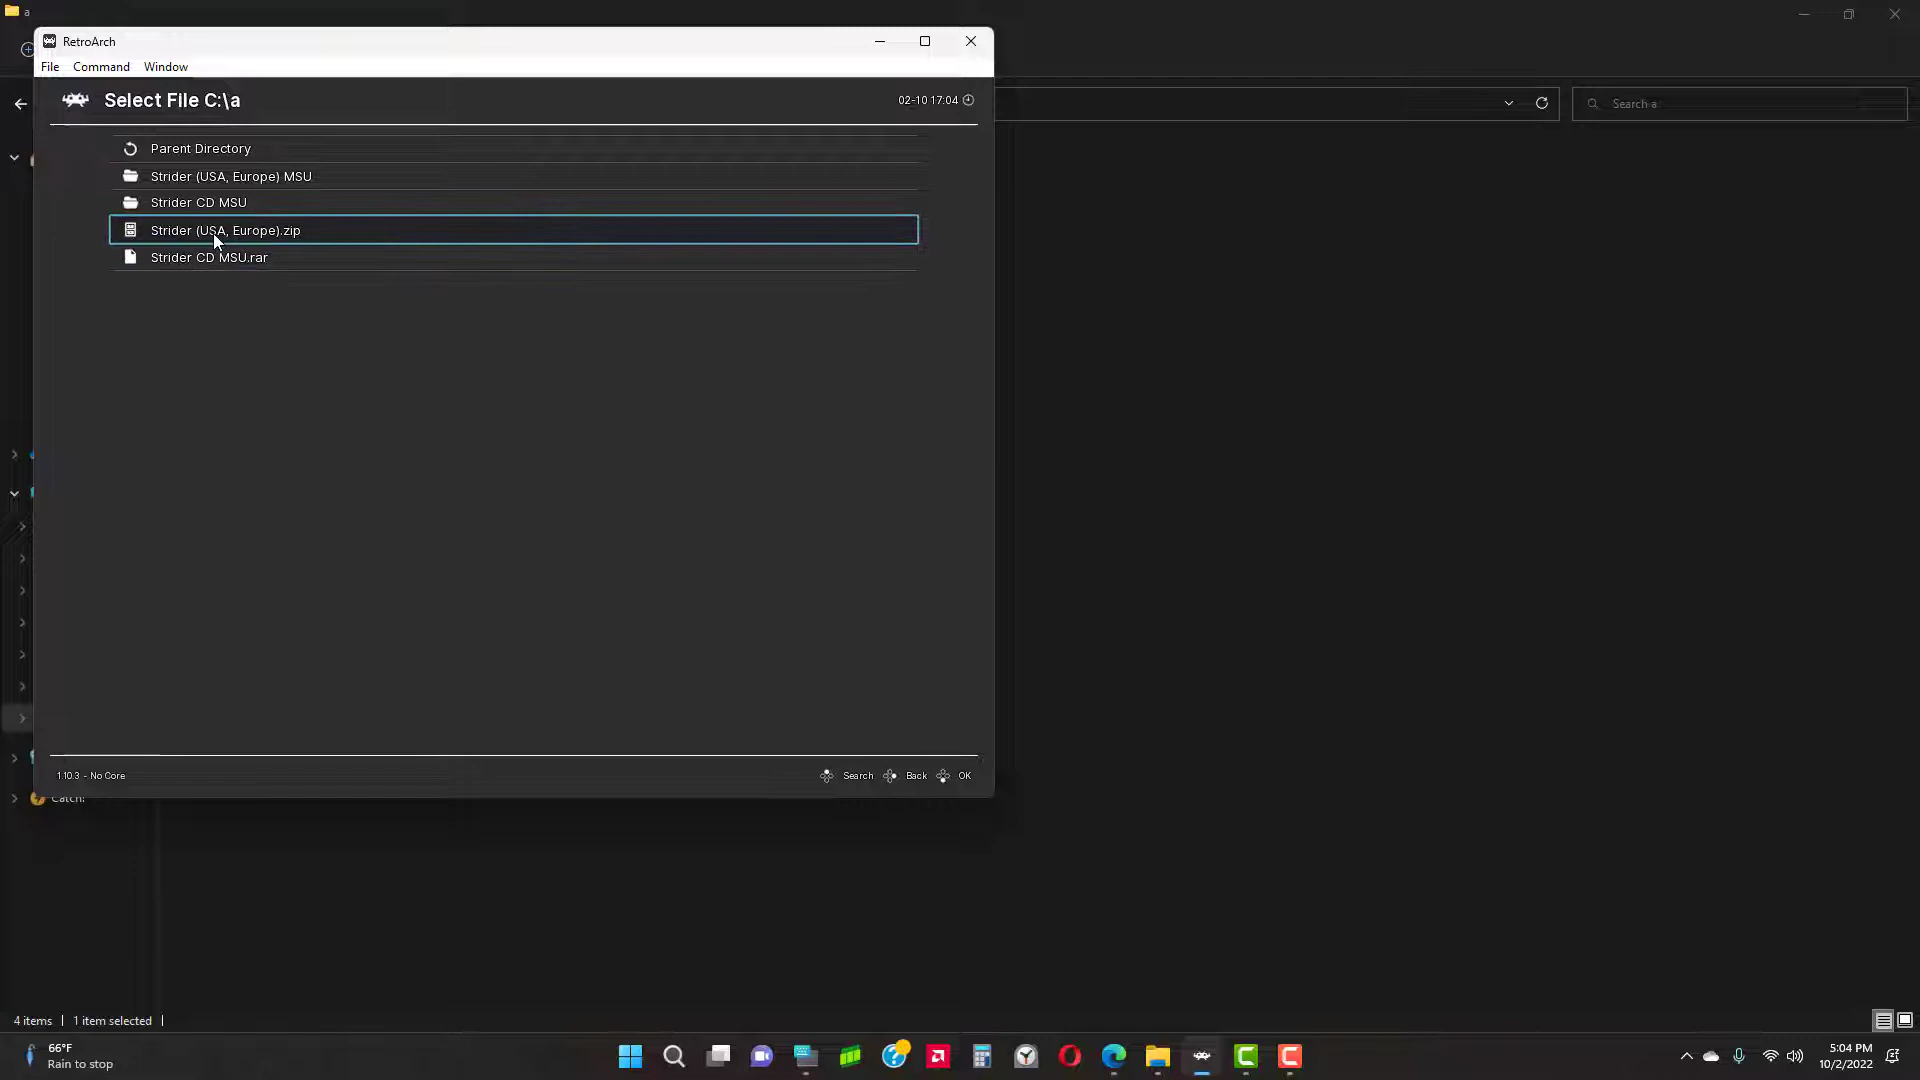 a
RetroArch
File Command Window
Select File C:\a
02-10 17:04
Search a
Parent Directory
Strider (USA, Europe) MSU
Strider CD MSU
Strider (USA, Europe).zip
Strider CD MSU.rar
1.10.3 - No Core
Search Back OK
Catch!
4 items 1 item selected
66°F
Rain to stop
5:04 PM
10/2/2022